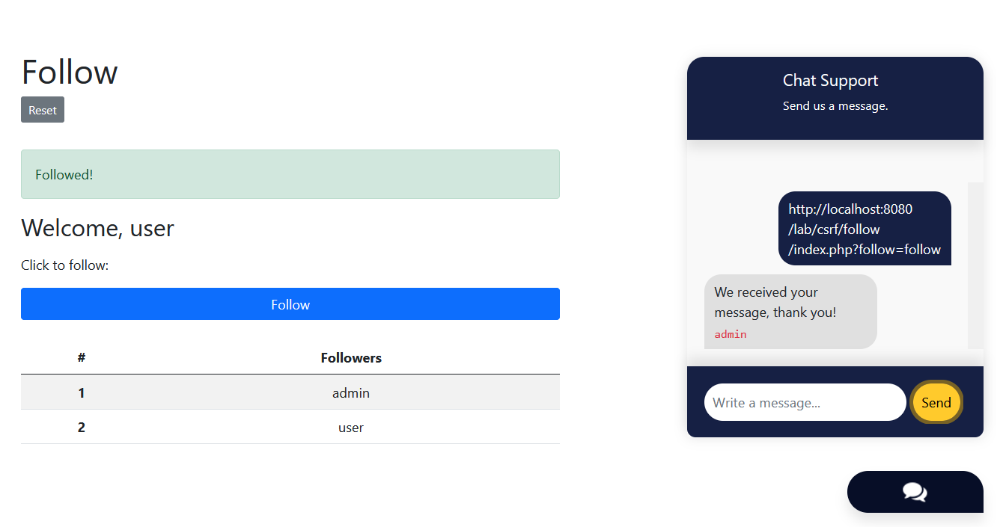 Follow
Reset
Followed!
Welcome, user
Click to follow:
Follow
# Followers
1 admin
2 user
Chat Support
Send us a message.
http://localhost:8080
/lab/csrf/follow
/index.php?follow=follow
We received your
message, thank you!
admin
Write a message...
Send